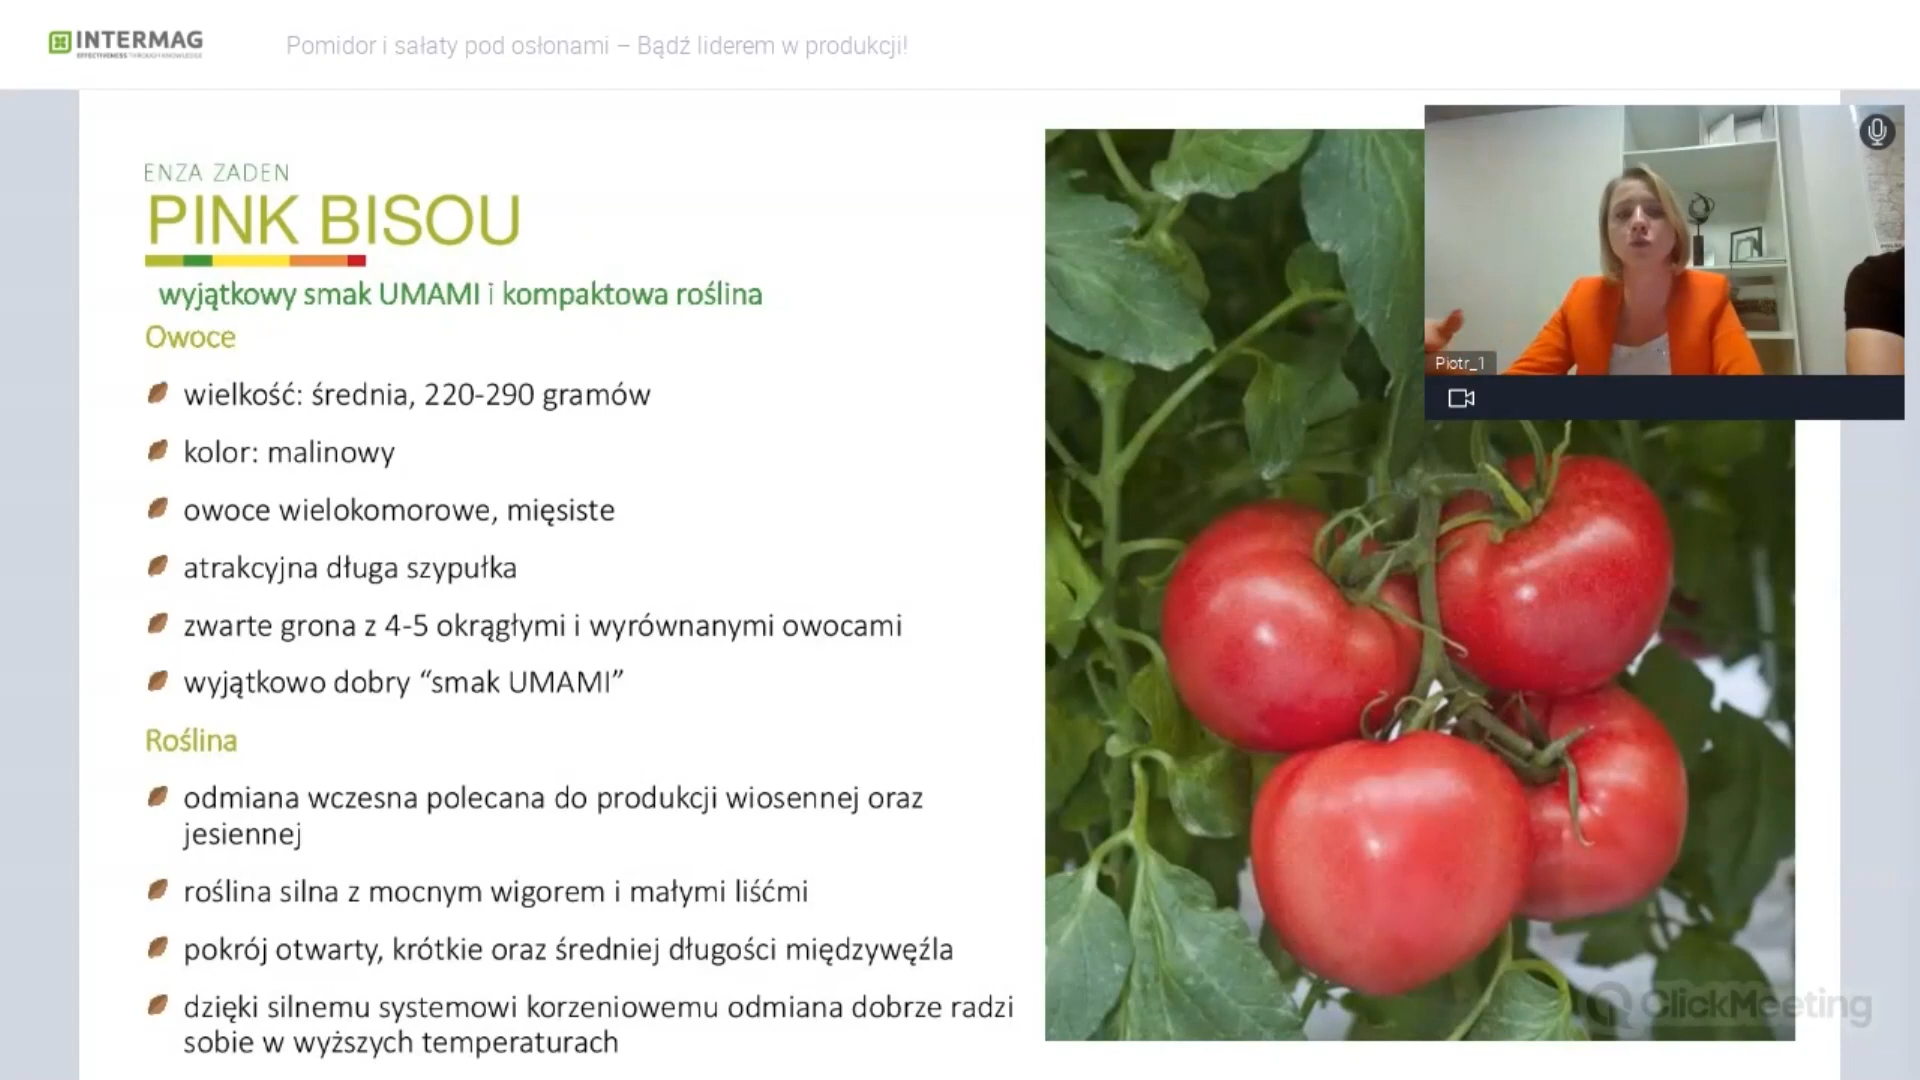 INTERMAG
EFFECTIVENESS THROUGH KNOWLEDGE
Pomidor i sałaty pod osłonami – Bądź liderem w produkcji!
ENZA ZADEN
PINK BISOU
wyjątkowy smak UMAMI i kompaktowa roślina
Owoce
wielkość: średnia, 220-290 gramów
kolor: malinowy
owoce wielokomorowe, mięsiste
atrakcyjna długa szypułka
zwarte grona z 4-5 okrągłymi i wyrównanymi owocami
wyjątkowo dobry “smak UMAMI”
Roślina
odmiana wczesna polecana do produkcji wiosennej oraz
jesiennej
roślina silna z mocnym wigorem i małymi liśćmi
pokrój otwarty, krótkie oraz średniej długości międzywęźla
dzięki silnemu systemowi korzeniowemu odmiana dobrze radzi
sobie w wyższych temperaturach
Piotr_1
ClickMeeting